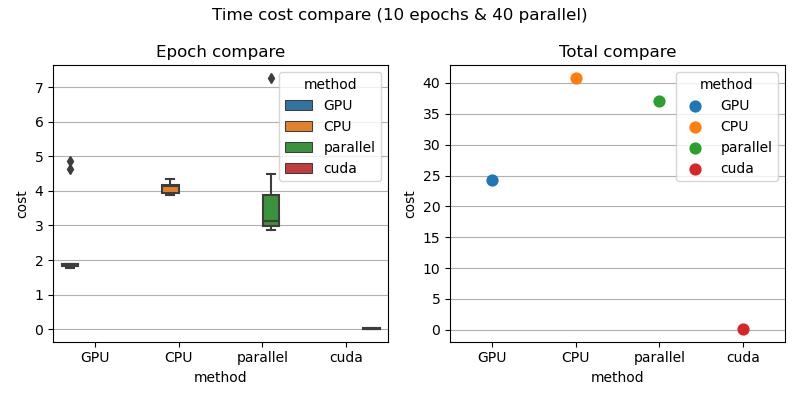 Time cost compare (10 epochs & 40 parallel)
Epoch compare
cost
7
6
5
4
3
2
1
0
method
GPU
CPU
parallel
cuda
GPU CPU parallel cuda
method
Total compare
cost
40
35
30
25
20
15
10
5
0
method
GPU
CPU
parallel
cuda
GPU CPU parallel cuda
method